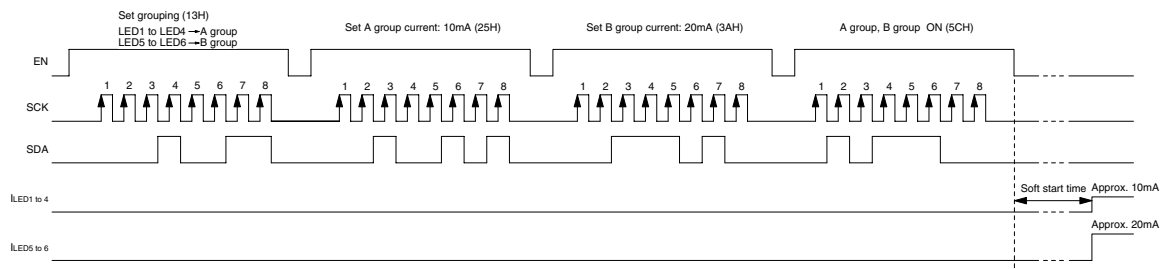 Set grouping (13H)
LED1 to LED4 → A group
LED5 to LED6 → B group
Set A group current: 10mA (25H)
Set B group current: 20mA (3AH)
A group, B group ON (5CH)
EN
1 2 3 4 5 6 7 8
1 2 3 4 5 6 7 8
1 2 3 4 5 6 7 8
1 2 3 4 5 6 7 8
SCK
SDA
Soft start time
Approx. 10mA
ILED1 to 4
Approx. 20mA
ILED5 to 6